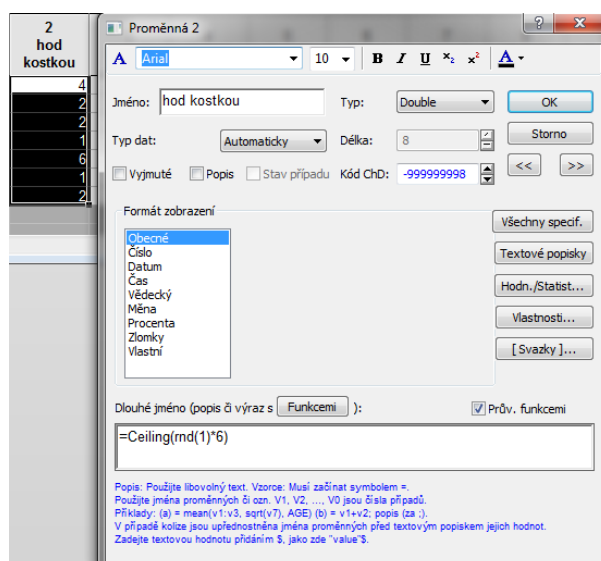 2
hod
kostkou
4
2
2
1
6
1
2
Proměnná 2
A Arial 10 B I U x₂ x² A
Jméno: hod kostkou Typ: Double OK
Typ dat: Automaticky Délka: 8 Storno
Vyjmuté Popis Stav případu Kód ChD: -999999998 << >>
Formát zobrazení
Všechny specif.
Obecné
Číslo
Textové popisky
Datum
Čas
Hodn./Statist...
Vědecký
Měna
Vlastnosti...
Procenta
Zlomky
[ Svazky ]...
Vlastní
Dlouhé jméno (popis či výraz s Funkcemi ): Prův. funkcemi
=Ceiling(rnd(1)*6)
Popis: Použijte libovolný text. Vzorce: Musí začínat symbolem =.
Použijte jména proměnných či ozn. V1, V2, ..., V0 jsou čísla případů.
Příklady: (a) = mean(v1:v3, sqrt(v7), AGE) (b) = v1+v2; popis (za ;).
V případě kolize jsou upřednostněna jména proměnných před textovým popiskem jejich hodnot.
Zadejte textovou hodnotu přidáním $, jako zde "value"$.